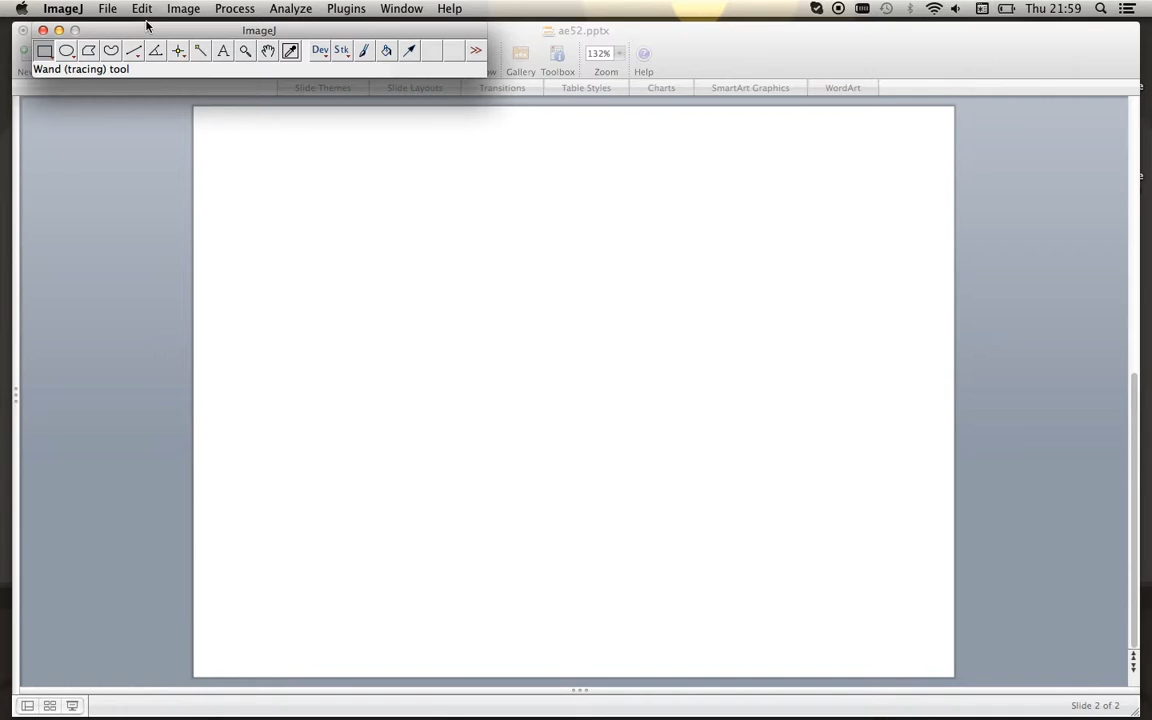 ImageJ File Edit Image Process Analyze Plugins Window Help Thu 21:59
ImageJ
ae52.pptx
Dev Stk
132%
Gallery Toolbox Zoom Help
Wand (tracing) tool
Slide Themes Slide Layouts Transitions Table Styles Charts SmartArt Graphics WordArt
Slide 2 of 2